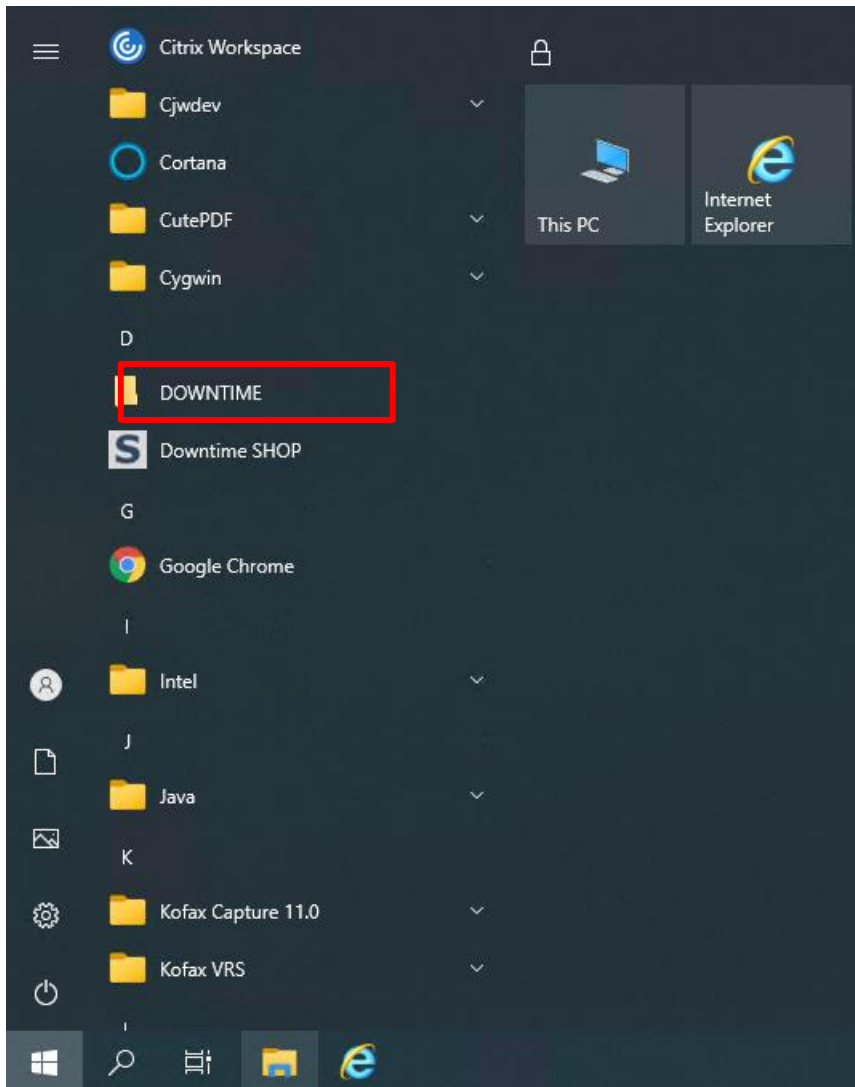 Citrix Workspace
Cjwdev
Cortana
CutePDF
Cygwin
D
DOWNTIME
Downtime SHOP
G
Google Chrome
I
Intel
J
Java
K
Kofax Capture 11.0
Kofax VRS
This PC
Internet
Explorer